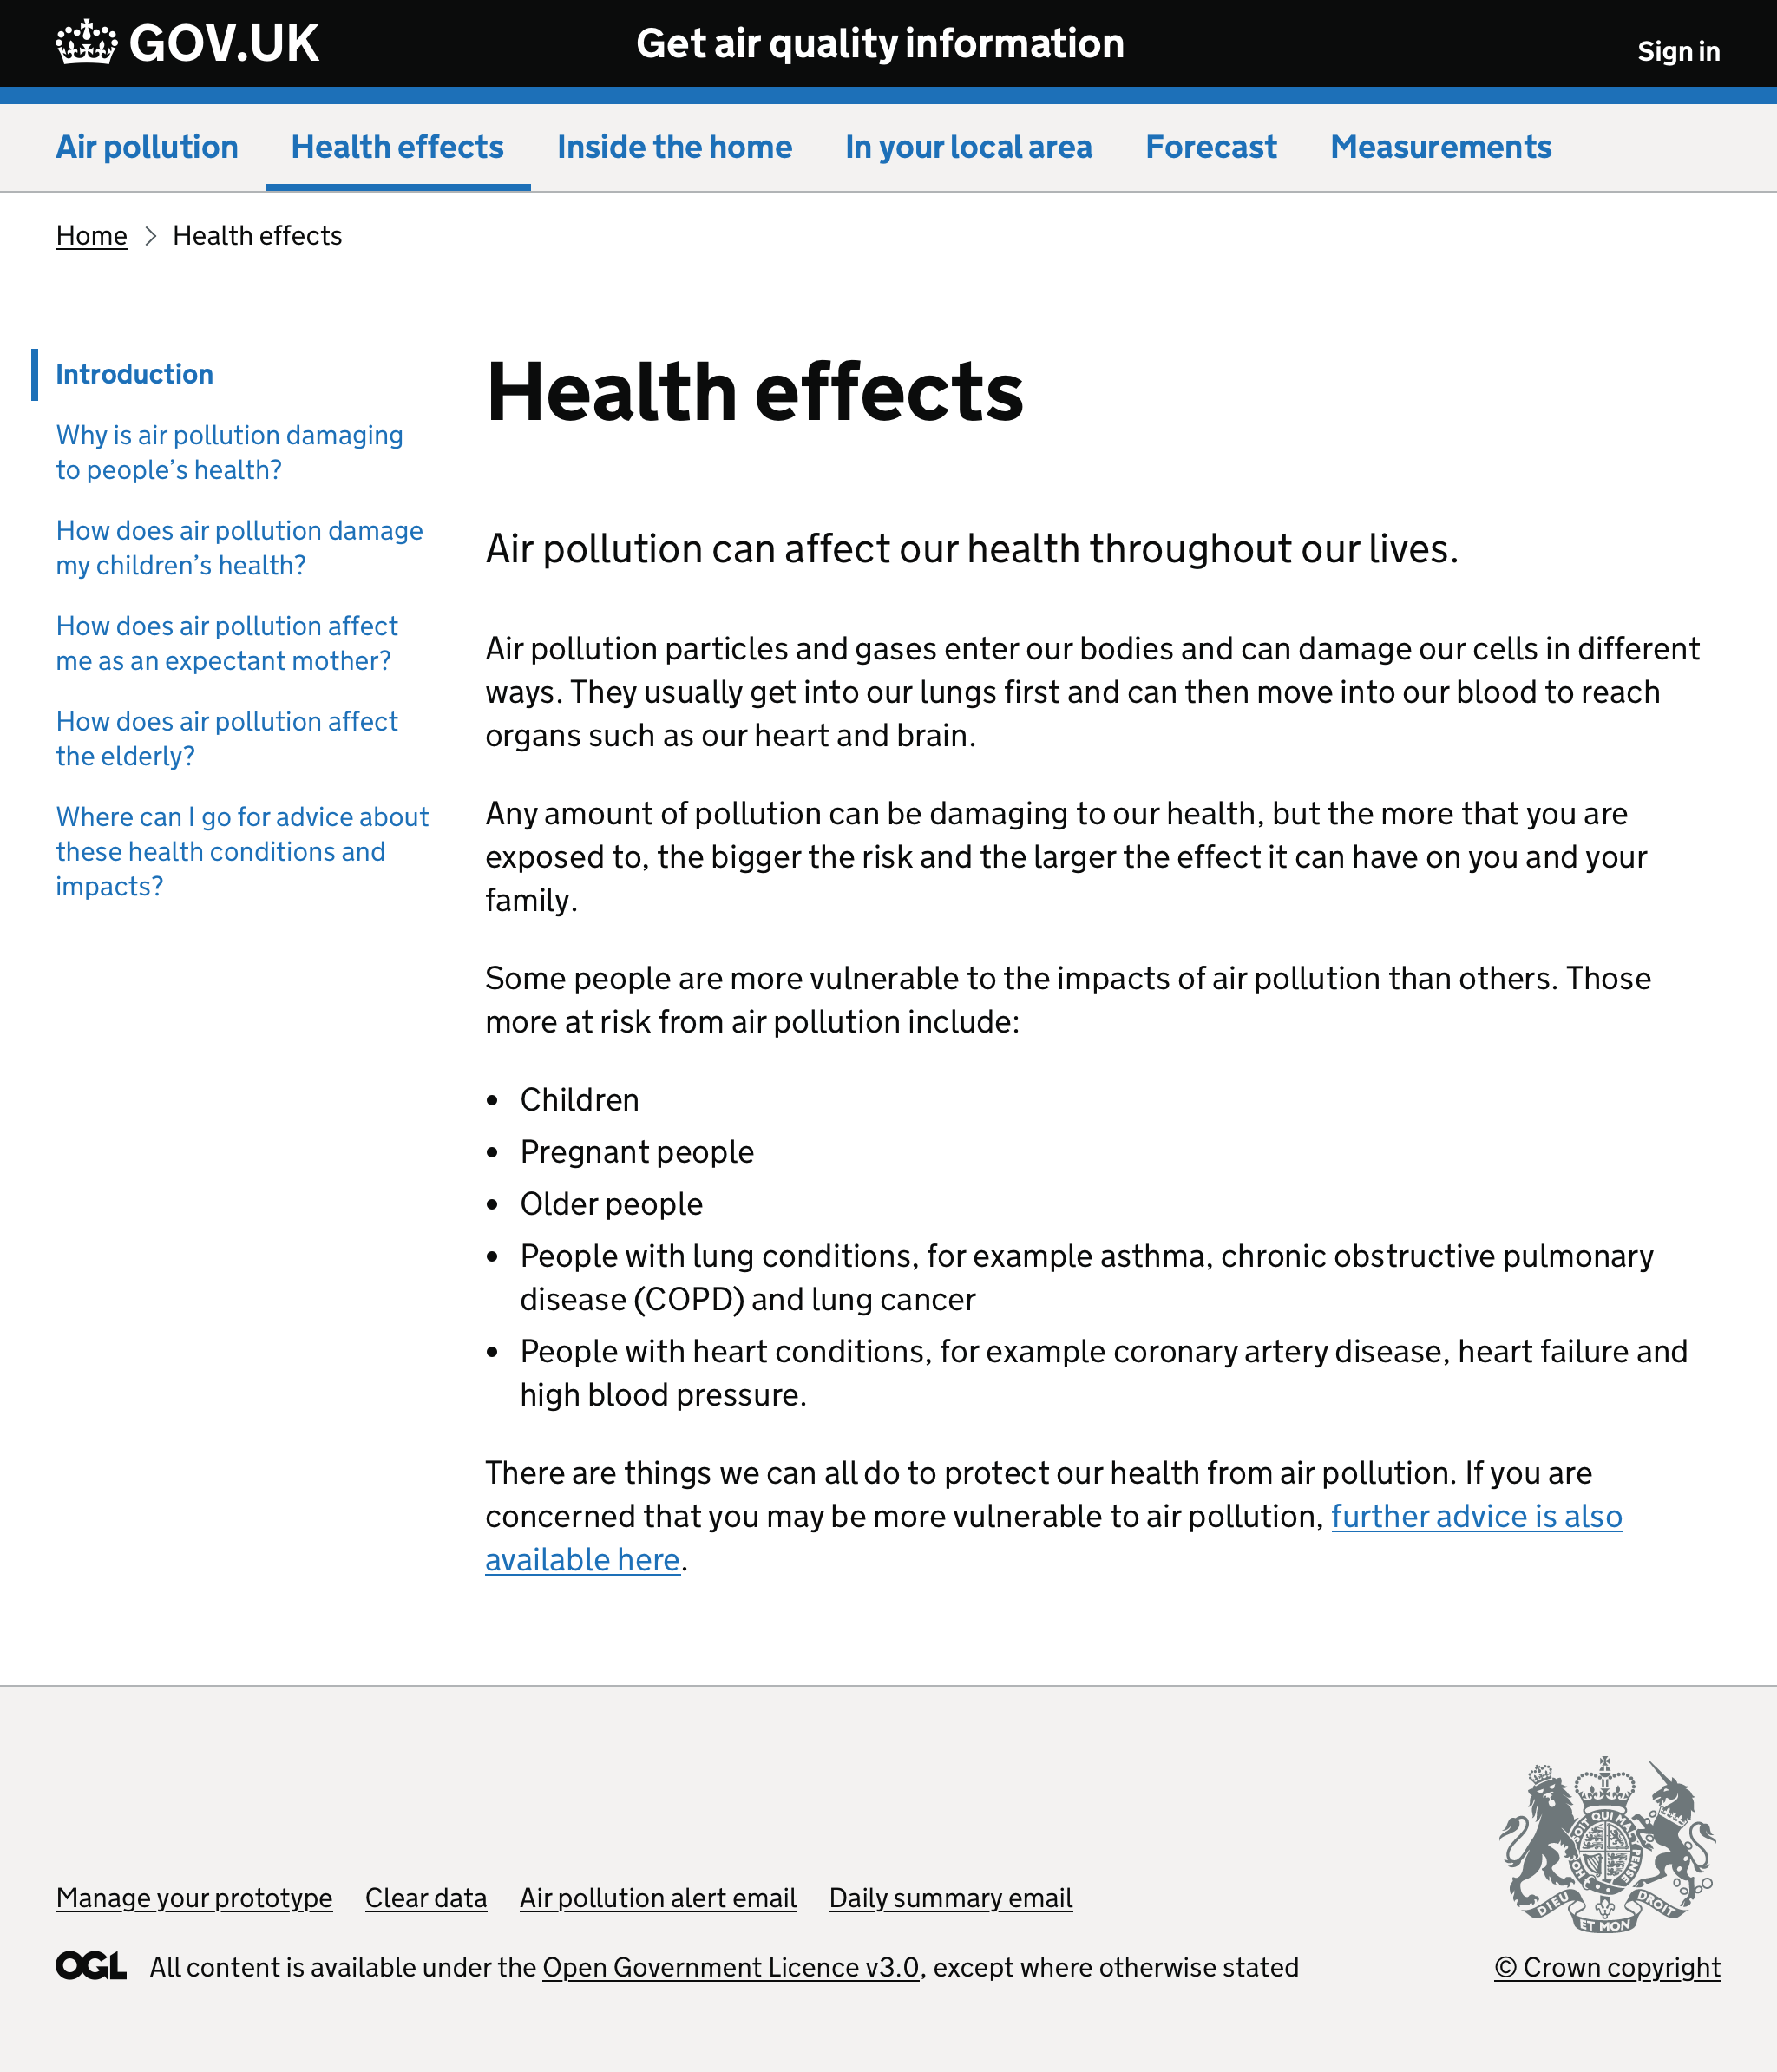 GOV.UK
Get air quality information
Sign in
Air pollution
Health effects
Inside the home
In your local area
Forecast
Measurements
Home
Health effects
Introduction
Why is air pollution damaging
to people’s health?
How does air pollution damage
my children’s health?
How does air pollution affect
me as an expectant mother?
How does air pollution affect
the elderly?
Where can I go for advice about
these health conditions and
impacts?
Health effects
Air pollution can affect our health throughout our lives.
Air pollution particles and gases enter our bodies and can damage our cells in different
ways. They usually get into our lungs first and can then move into our blood to reach
organs such as our heart and brain.
Any amount of pollution can be damaging to our health, but the more that you are
exposed to, the bigger the risk and the larger the effect it can have on you and your
family.
Some people are more vulnerable to the impacts of air pollution than others. Those
more at risk from air pollution include:
• Children
• Pregnant people
• Older people
• People with lung conditions, for example asthma, chronic obstructive pulmonary
disease (COPD) and lung cancer
• People with heart conditions, for example coronary artery disease, heart failure and
high blood pressure.
There are things we can all do to protect our health from air pollution. If you are
concerned that you may be more vulnerable to air pollution, further advice is also
available here.
SOIT QUI MAL
PENSE
DIEU
ET MON
DROIT
Manage your prototype
Clear data
Air pollution alert email
Daily summary email
OGL
All content is available under the Open Government Licence v3.0, except where otherwise stated
© Crown copyright